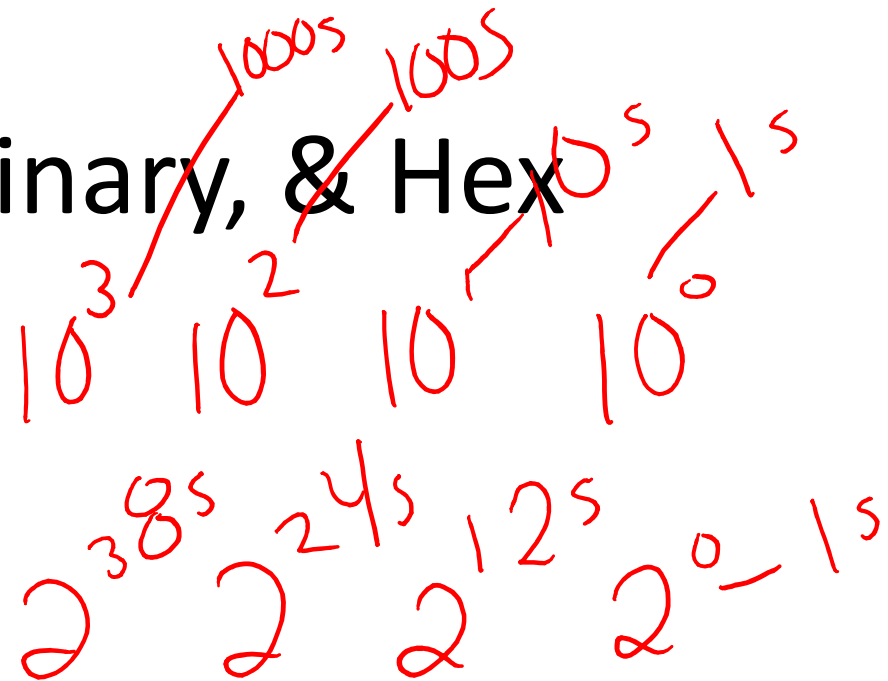 1000s 100s
inary, & Hex 10s 1s
10³ 10² 10¹ 10⁰
2³ 8s 2² 4s 2¹ 2s 2⁰ – 1s